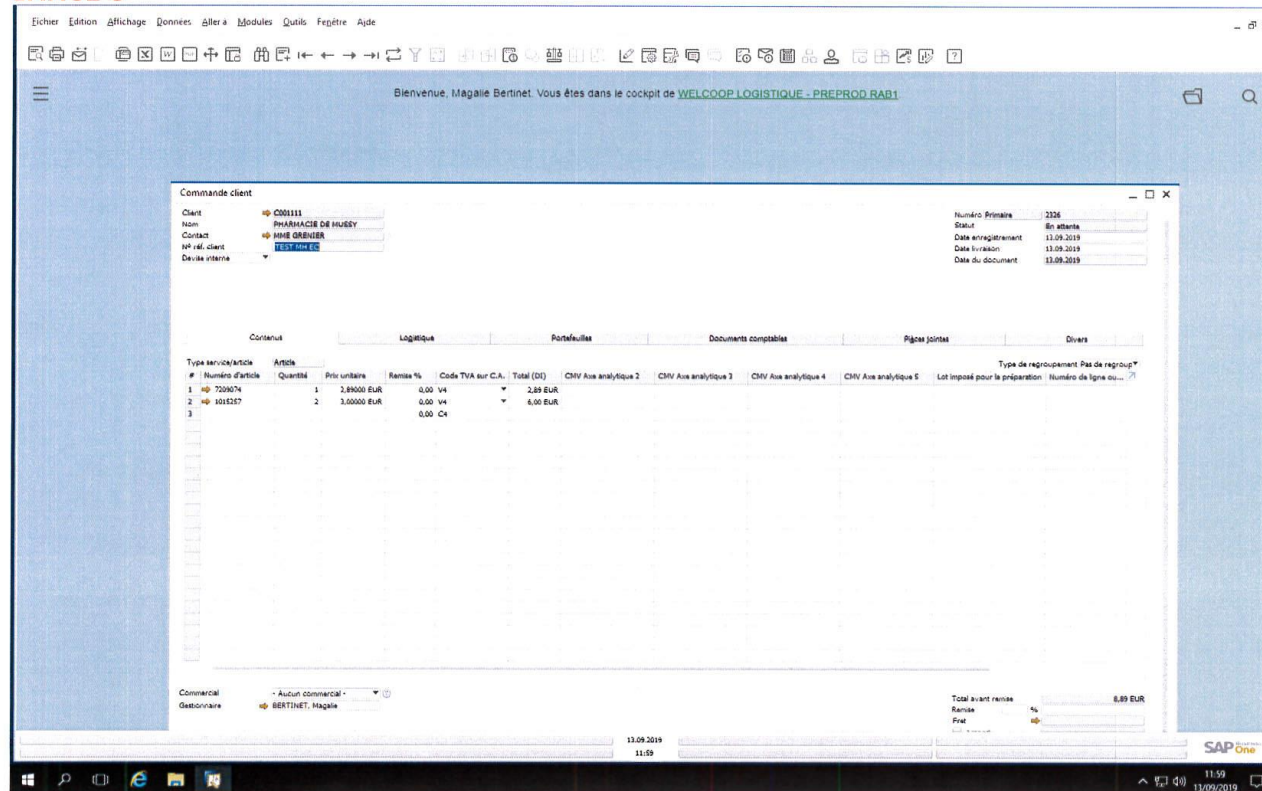 Fichier Edition Affichage Données Aller à Modules Outils Fenêtre Aide
Bienvenue, Magalie Bertinet. Vous êtes dans le cockpit de WELCOOP LOGISTIQUE - PREPROD RAB1.
Commande client
Client C001111
Nom PHARMACIE DE MUSSY
Contact MME GRENIER
Nº réf. client TEST MH EC
Devise interne
Numéro Primaire 2326
Statut En attente
Date enregistrement 13.09.2019
Date livraison 13.09.2019
Date du document 13.09.2019
Contenus Logistique Portefeuilles Documents comptables Pièces jointes Divers
Type service/article Article
Type de regroupement Pas de regroup
# Numéro d'article Quantité Prix unitaire Remise % Code TVA sur C.A. Total (DI) CMV Axe analytique 2 CMV Axe analytique 3 CMV Axe analytique 4 CMV Axe analytique 5 Lot imposé pour la préparation Numéro de ligne ou...
1 7209074 1 2,89000 EUR 0,00 V4 2,89 EUR
2 1015257 2 3,00000 EUR 0,00 V4 6,00 EUR
3 0,00 C4
Commercial - Aucun commercial -
Gestionnaire BERTINET, Magalie
Total avant remise 8,89 EUR
Remise %
Fret
13.09.2019
11:59
SAP Business One
11:59
13/09/2019